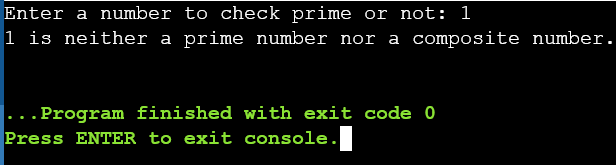 Enter a number to check prime or not: 1
1 is neither a prime number nor a composite number.
...Program finished with exit code 0
Press ENTER to exit console.